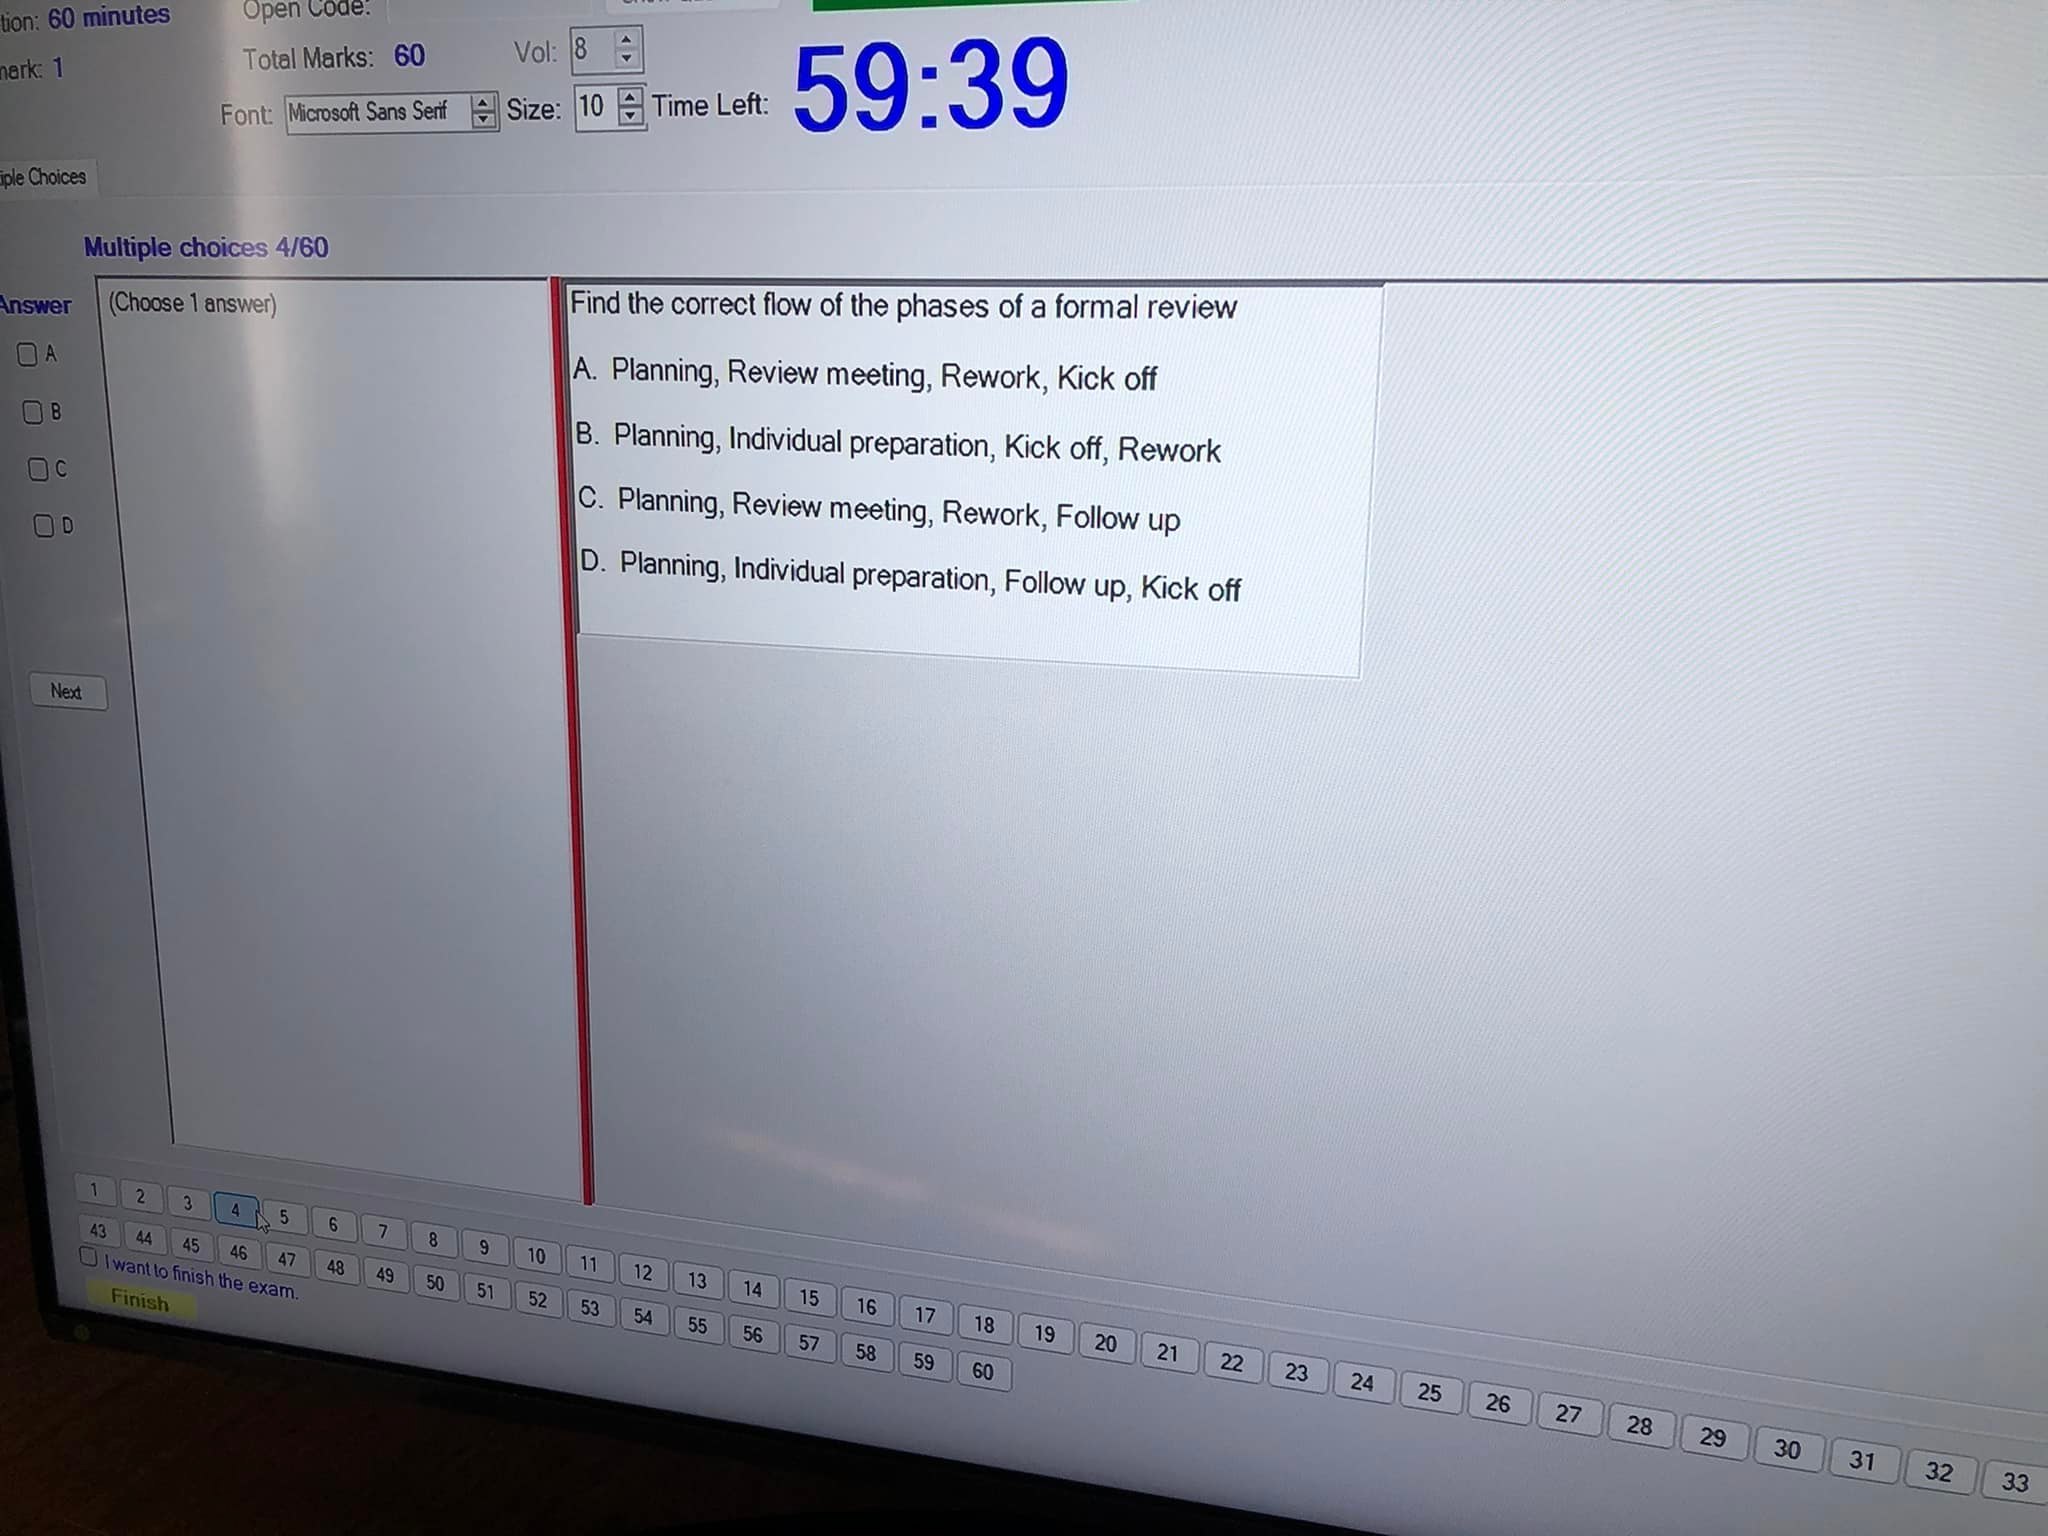 tion: 60 minutes
Open Code:
mark: 1
Total Marks: 60
Vol: 8
Font: Microsoft Sans Serif
Size: 10
Time Left: 59:39
iple Choices
Multiple choices 4/60
Answer
(Choose 1 answer)
A
B
C
D
Next
Find the correct flow of the phases of a formal review
A. Planning, Review meeting, Rework, Kick off
B. Planning, Individual preparation, Kick off, Rework
C. Planning, Review meeting, Rework, Follow up
D. Planning, Individual preparation, Follow up, Kick off
1 2 3 4 5 6 7 8 9 10 11 12 13 14 15 16 17 18 19 20 21 22 23 24 25 26 27 28 29 30 31 32 33
43 44 45 46 47 48 49 50 51 52 53 54 55 56 57 58 59 60
I want to finish the exam.
Finish